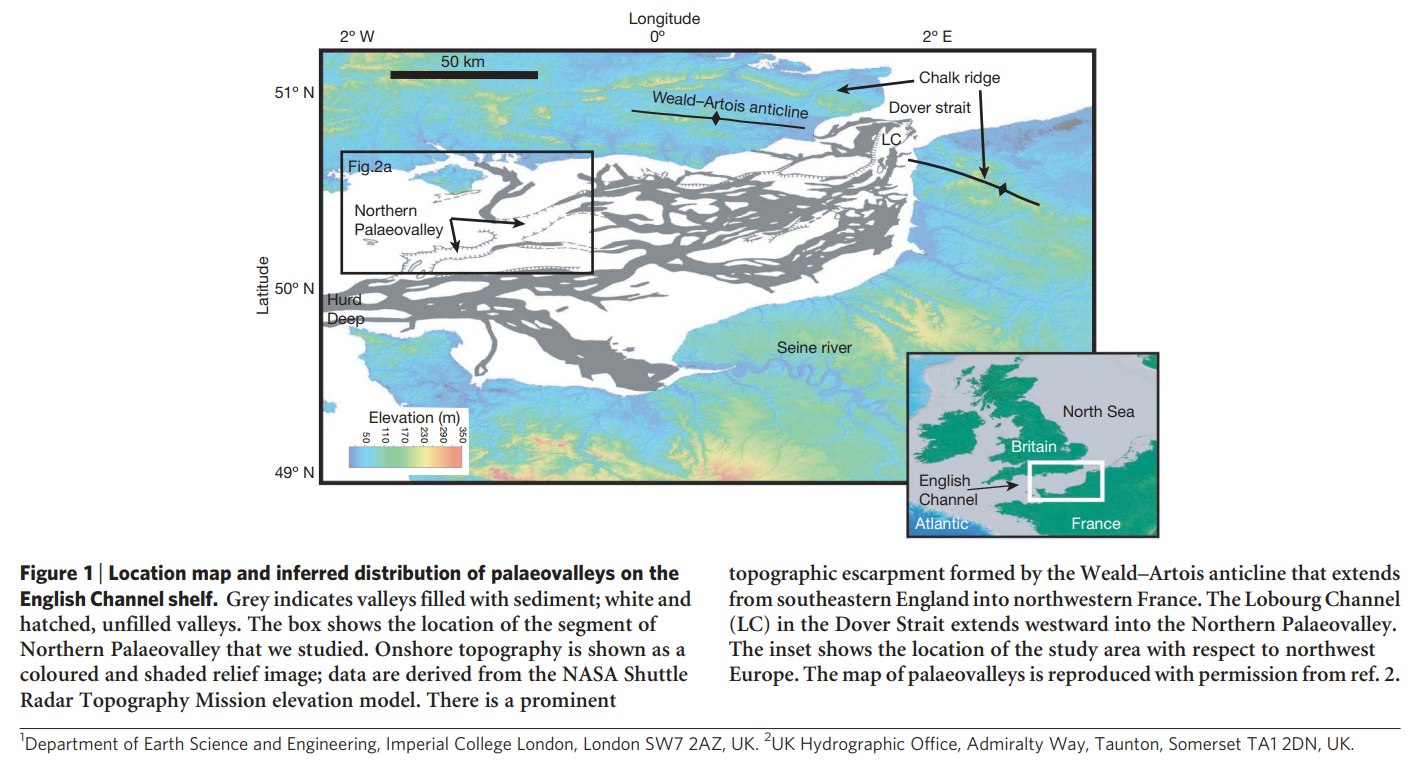 Longitude
2° W
0°
2° E
50 km
Chalk ridge
51° N
Weald–Artois anticline
Dover strait
LC
Fig.2a
Northern
Palaeovalley
Latitude
50° N
Hurd
Deep
Seine river
Elevation (m)
50 110 170 230 290 350
49° N
North Sea
Britain
English
Channel
Atlantic
France
Figure 1 | Location map and inferred distribution of palaeovalleys on the
English Channel shelf. Grey indicates valleys filled with sediment; white and
hatched, unfilled valleys. The box shows the location of the segment of
Northern Palaeovalley that we studied. Onshore topography is shown as a
coloured and shaded relief image; data are derived from the NASA Shuttle
Radar Topography Mission elevation model. There is a prominent
topographic escarpment formed by the Weald–Artois anticline that extends
from southeastern England into northwestern France. The Lobourg Channel
(LC) in the Dover Strait extends westward into the Northern Palaeovalley.
The inset shows the location of the study area with respect to northwest
Europe. The map of palaeovalleys is reproduced with permission from ref. 2.
¹Department of Earth Science and Engineering, Imperial College London, London SW7 2AZ, UK. ²UK Hydrographic Office, Admiralty Way, Taunton, Somerset TA1 2DN, UK.